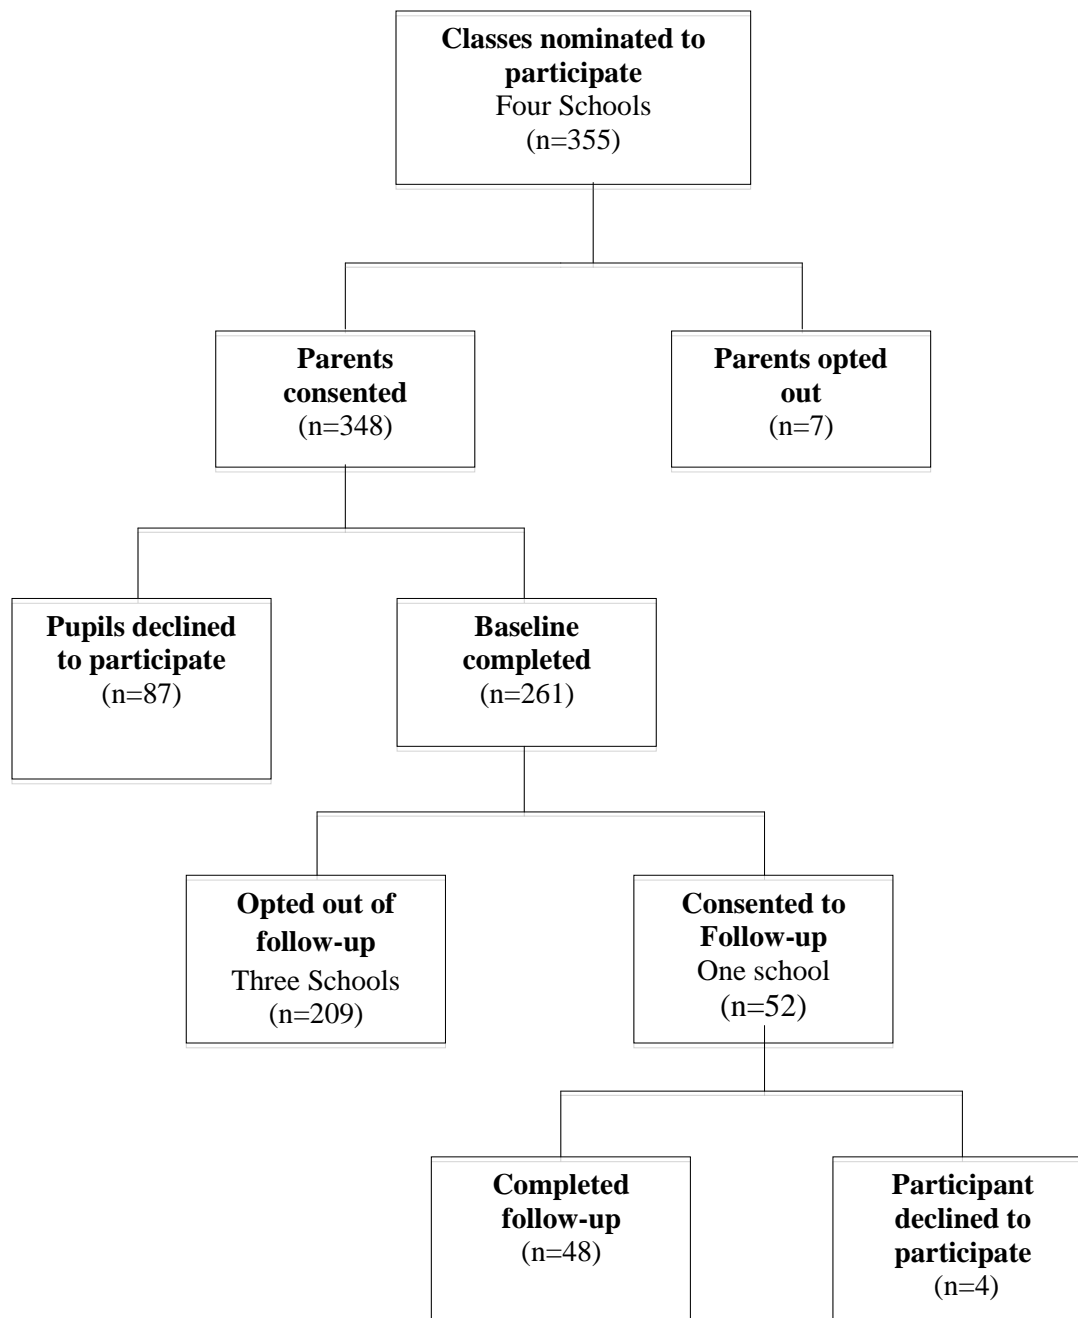 Classes nominated to
participate
Four Schools
(n=355)
Parents
consented
(n=348)
Parents opted
out
(n=7)
Pupils declined
to participate
(n=87)
Baseline
completed
(n=261)
Opted out of
follow-up
Three Schools
(n=209)
Consented to
Follow-up
One school
(n=52)
Completed
follow-up
(n=48)
Participant
declined to
participate
(n=4)